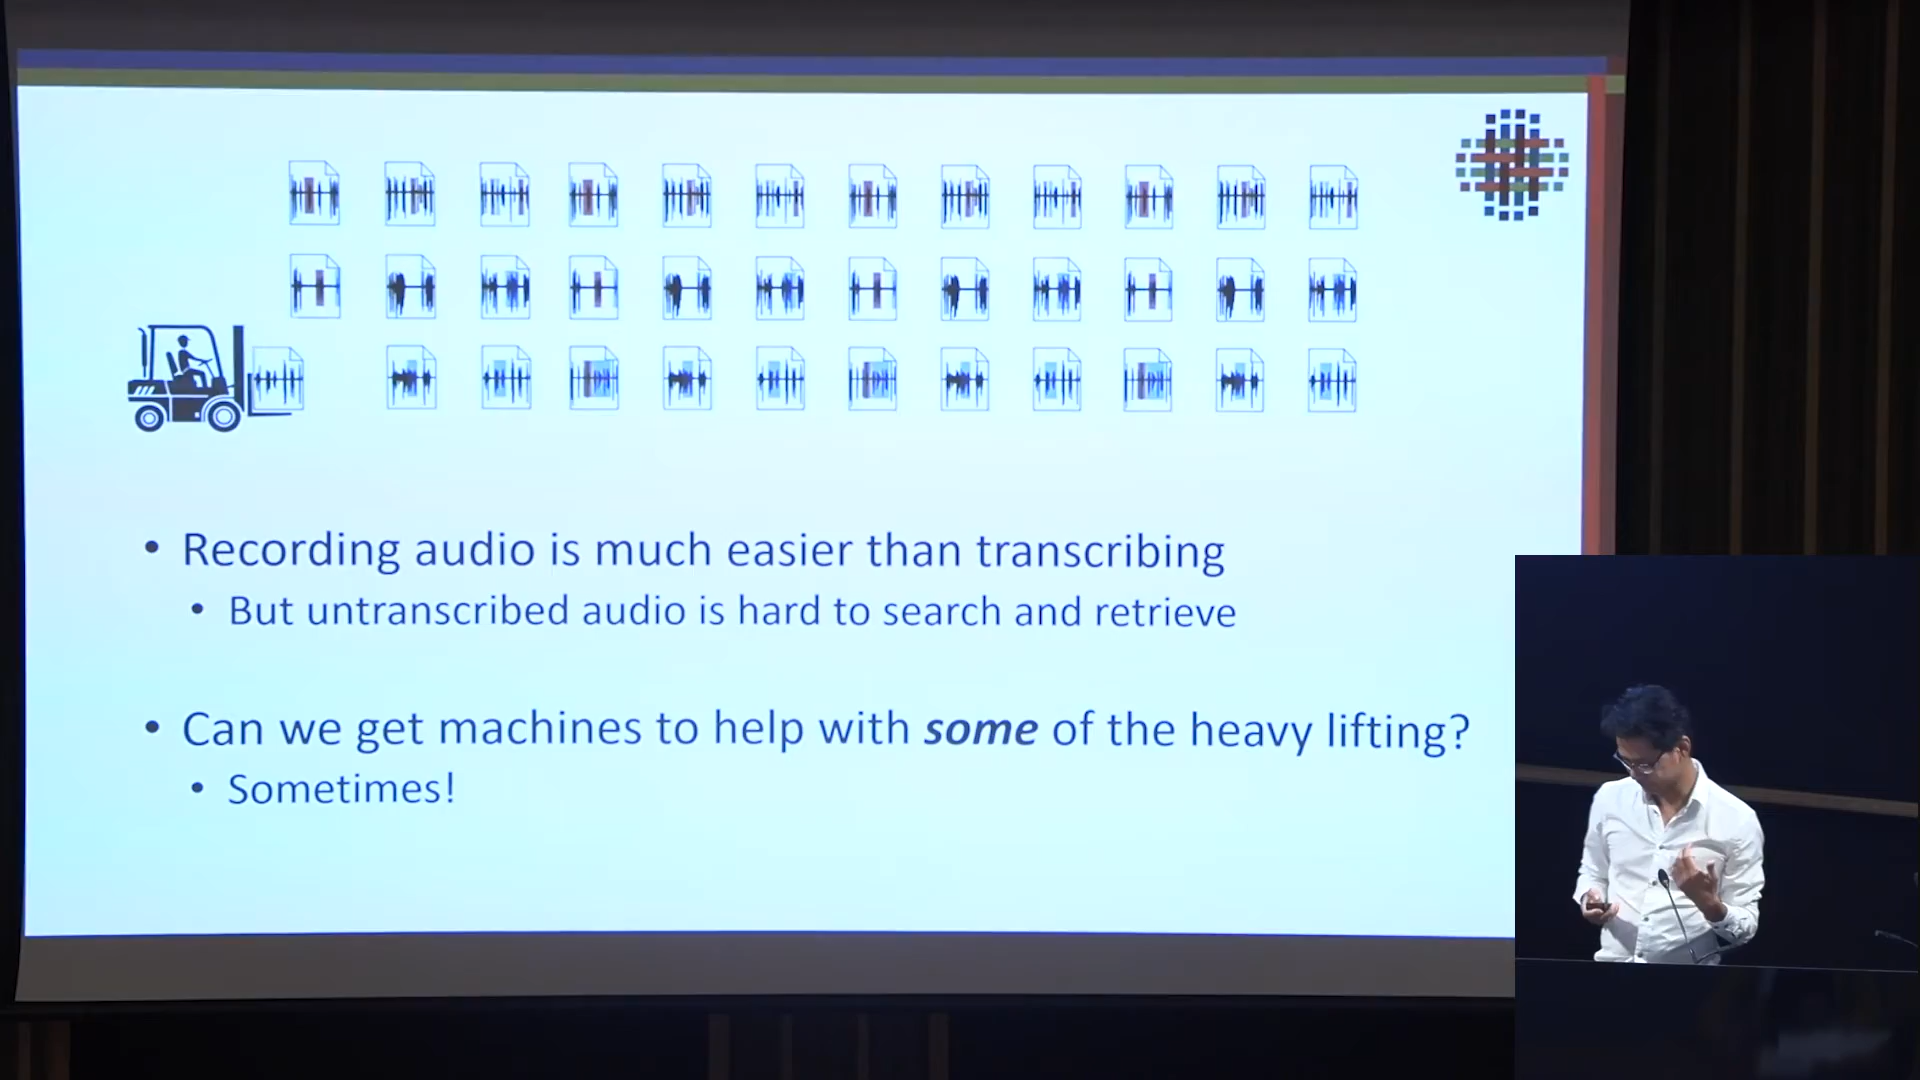 • Recording audio is much easier than transcribing
• But untranscribed audio is hard to search and retrieve
• Can we get machines to help with some of the heavy lifting?
• Sometimes!